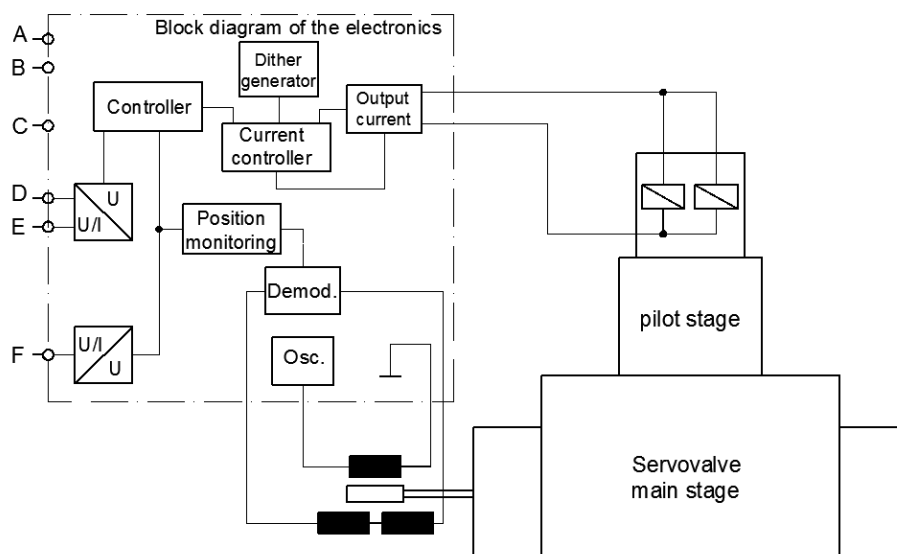 Block diagram of the electronics
A
B
C
D
E
F
Dither
generator
Controller
Current
controller
Output
current
U
U/I
Position
monitoring
Demod.
U/I
U
Osc.
pilot stage
Servovalve
main stage